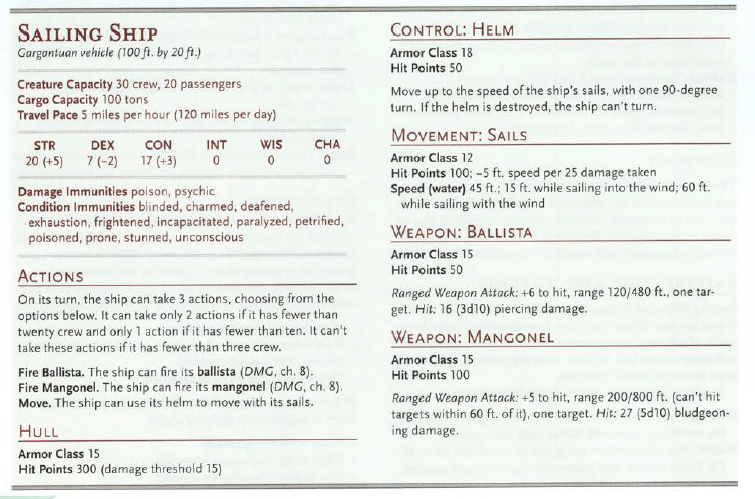 SAILING SHIP
Gargantuan vehicle (100 ft. by 20 ft.)
Creature Capacity 30 crew, 20 passengers
Cargo Capacity 100 tons
Travel Pace 5 miles per hour (120 miles per day)
STR DEX CON INT WIS CHA
20 (+5) 7 (−2) 17 (+3) 0 0 0
Damage Immunities poison, psychic
Condition Immunities blinded, charmed, deafened,
exhaustion, frightened, incapacitated, paralyzed, petrified,
poisoned, prone, stunned, unconscious
ACTIONS
On its turn, the ship can take 3 actions, choosing from the
options below. It can take only 2 actions if it has fewer than
twenty crew and only 1 action if it has fewer than ten. It can't
take these actions if it has fewer than three crew.
Fire Ballista. The ship can fire its ballista (DMG, ch. 8).
Fire Mangonel. The ship can fire its mangonel (DMG, ch. 8).
Move. The ship can use its helm to move with its sails.
HULL
Armor Class 15
Hit Points 300 (damage threshold 15)
CONTROL: HELM
Armor Class 18
Hit Points 50
Move up to the speed of the ship's sails, with one 90-degree
turn. If the helm is destroyed, the ship can't turn.
MOVEMENT: SAILS
Armor Class 12
Hit Points 100; −5 ft. speed per 25 damage taken
Speed (water) 45 ft.; 15 ft. while sailing into the wind; 60 ft.
while sailing with the wind
WEAPON: BALLISTA
Armor Class 15
Hit Points 50
Ranged Weapon Attack: +6 to hit, range 120/480 ft., one tar-
get. Hit: 16 (3d10) piercing damage.
WEAPON: MANGONEL
Armor Class 15
Hit Points 100
Ranged Weapon Attack: +5 to hit, range 200/800 ft. (can't hit
targets within 60 ft. of it), one target. Hit: 27 (5d10) bludgeon-
ing damage.